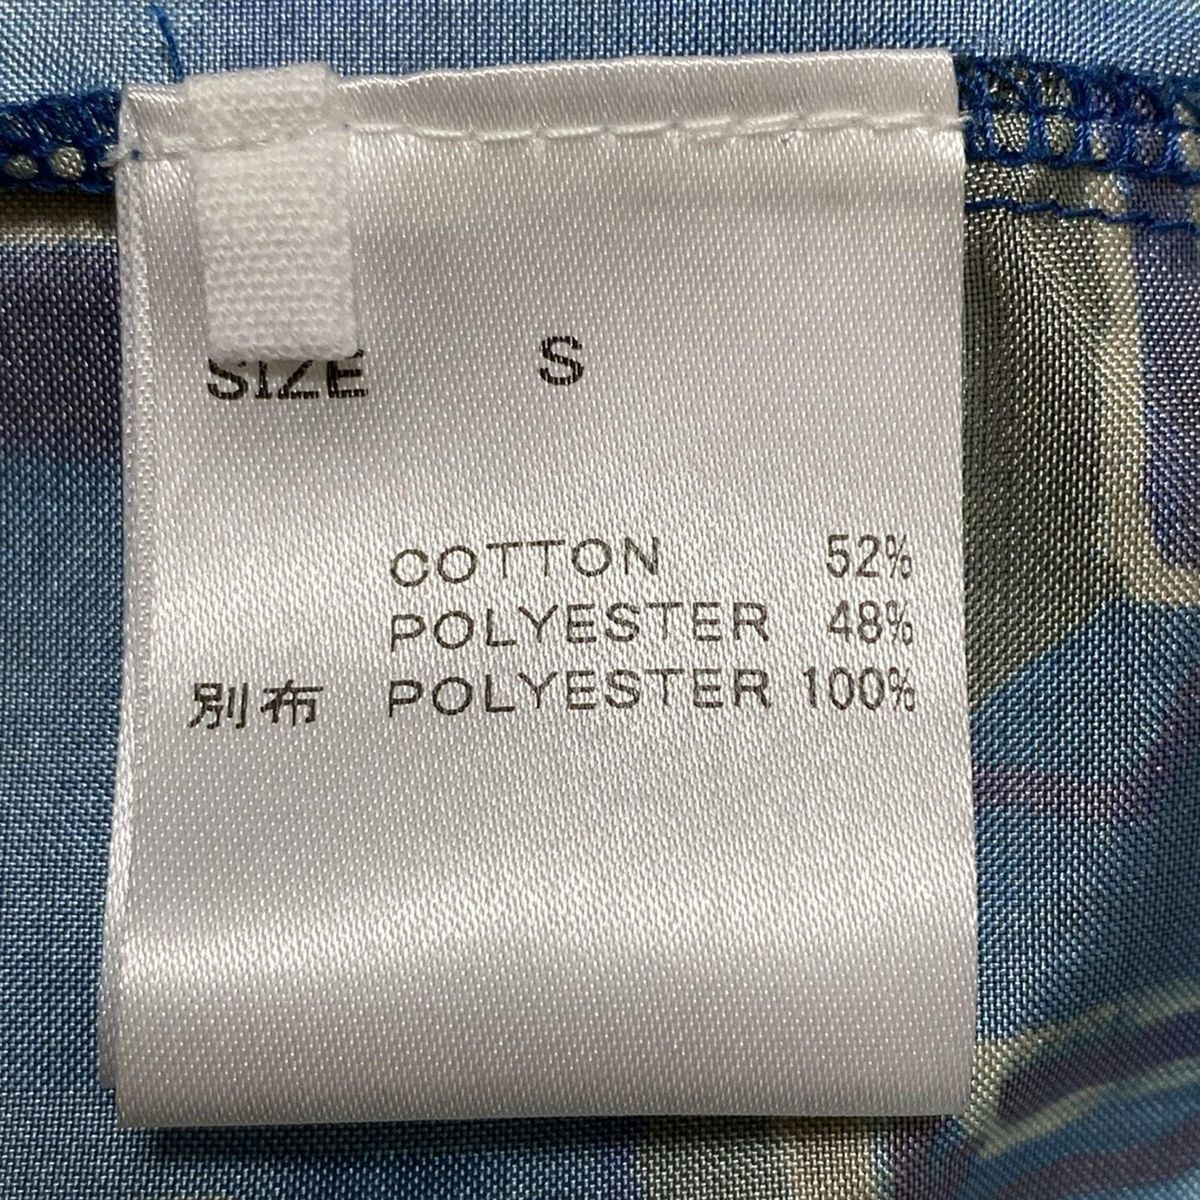 SIZE S
COTTON 52%
POLYESTER 48%
別布 POLYESTER 100%